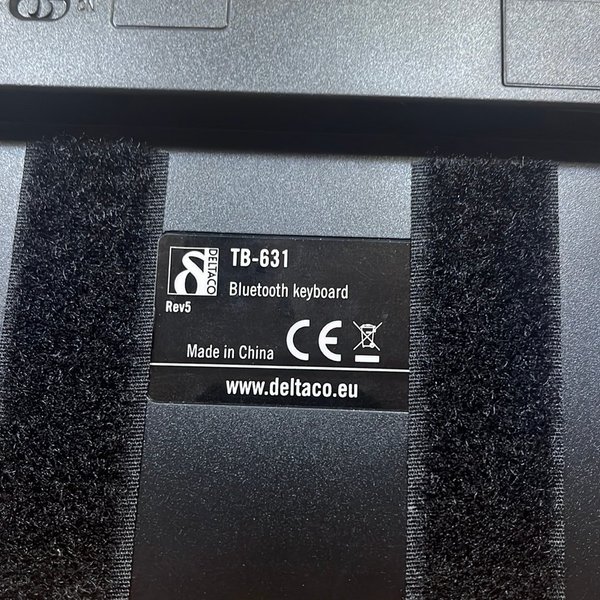 DELTACO
TB-631
Bluetooth keyboard
Rev5
Made in China
CE
www.deltaco.eu